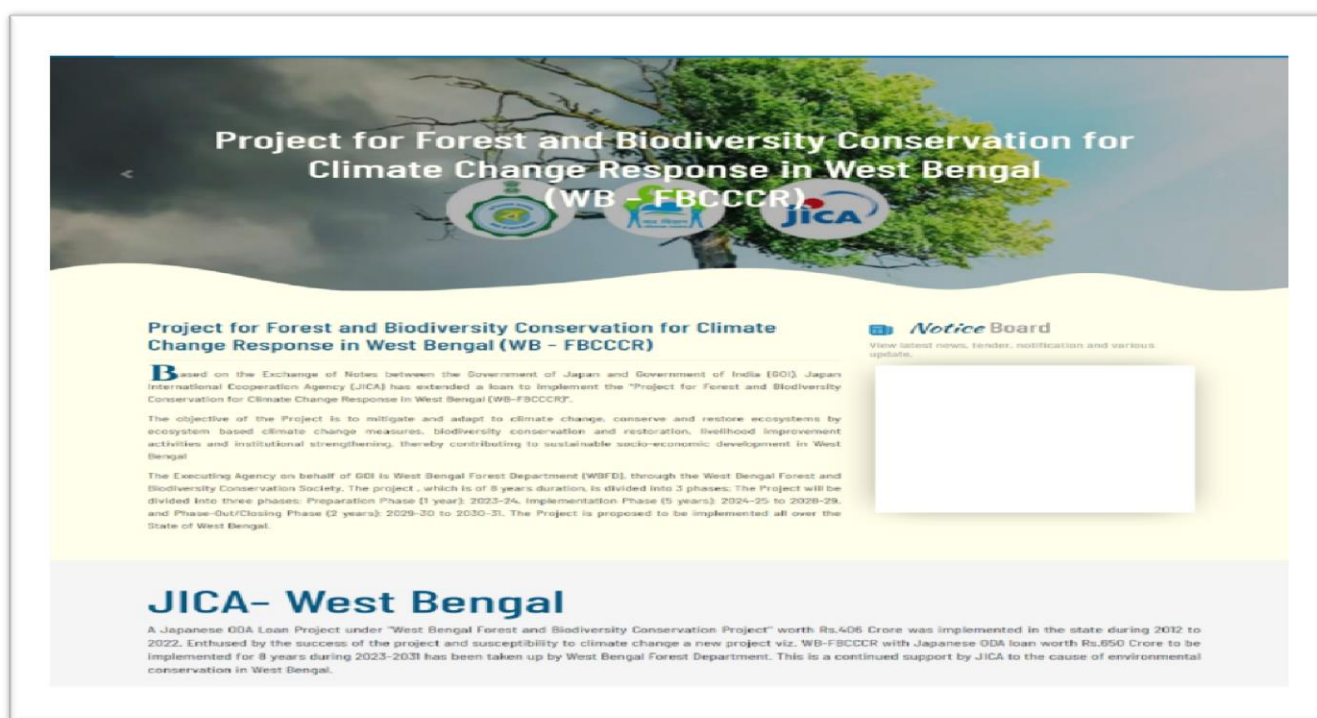 Project for Forest and Biodiversity Conservation for
Climate Change Response in West Bengal
(WB - FBCCCR)
JICA
<
Project for Forest and Biodiversity Conservation for Climate
Change Response in West Bengal (WB - FBCCCR)
Based on the Exchange of Notes between the Government of Japan and Government of India (GOI), Japan
International Cooperation Agency (JICA) has extended a loan to implement the "Project for Forest and Biodiversity
Conservation for Climate Change Response in West Bengal (WB-FBCCCR)".
The objective of the Project is to mitigate and adapt to climate change, conserve and restore ecosystems by
ecosystem based climate change measures, biodiversity conservation and restoration, livelihood improvement
activities and institutional strengthening, thereby contributing to sustainable socio-economic development in West
Bengal
The Executing Agency on behalf of GOI is West Bengal Forest Department (WBFD), through the West Bengal Forest and
Biodiversity Conservation Society. The project , which is of 8 years duration, is divided into 3 phases: The Project will be
divided into three phases: Preparation Phase (1 year): 2023-24, Implementation Phase (5 years): 2024-25 to 2028-29,
and Phase-Out/Closing Phase (2 years): 2029-30 to 2030-31. The Project is proposed to be implemented all over the
State of West Bengal.
Notice Board
View latest news, tender, notification and various
update.
JICA- West Bengal
A Japanese ODA Loan Project under "West Bengal Forest and Biodiversity Conservation Project" worth Rs.406 Crore was implemented in the state during 2012 to
2022. Enthused by the success of the project and susceptibility to climate change a new project viz. WB-FBCCCR with Japanese ODA loan worth Rs.650 Crore to be
implemented for 8 years during 2023-2031 has been taken up by West Bengal Forest Department. This is a continued support by JICA to the cause of environmental
conservation in West Bengal.